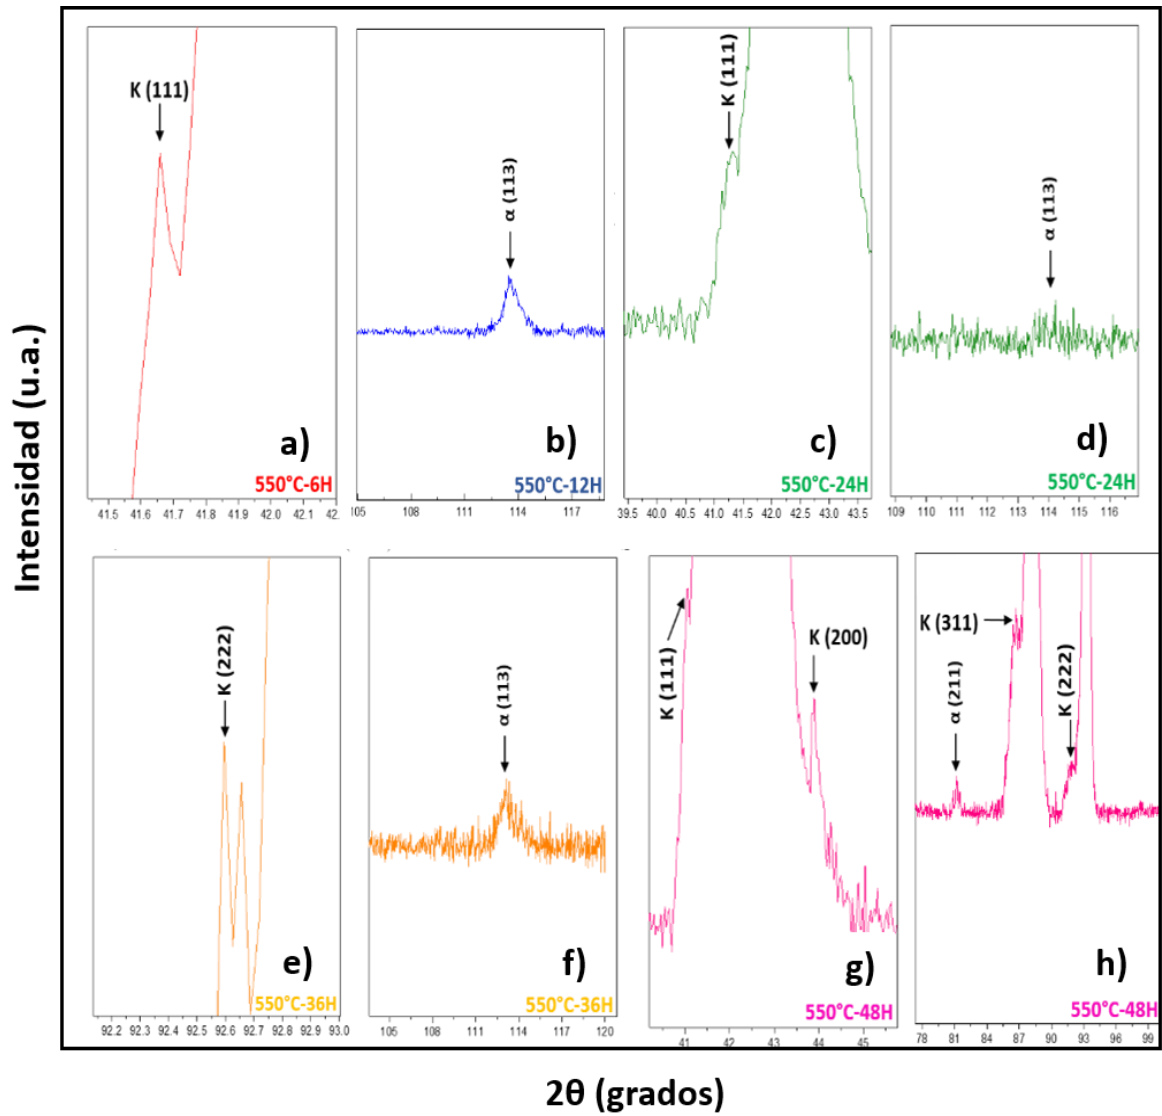 Intensidad (u.a.)
K (111)
a)
550°C-6H
41.5 41.6 41.7 41.8 41.9 42.0 42.1 42.
α (113)
b)
550°C-12H
105 108 111 114 117
K (111)
c)
550°C-24H
39.5 40.0 40.5 41.0 41.5 42.0 42.5 43.0 43.5
α (113)
d)
550°C-24H
109 110 111 112 113 114 115 116
K (222)
e)
550°C-36H
92.2 92.3 92.4 92.5 92.6 92.7 92.8 92.9 93.0
α (113)
f)
550°C-36H
105 108 111 114 117 120
K (111)
K (200)
g)
550°C-48H
41 42 43 44 45
K (311)
α (211)
K (222)
h)
550°C-48H
78 81 84 87 90 93 96 99
2θ (grados)